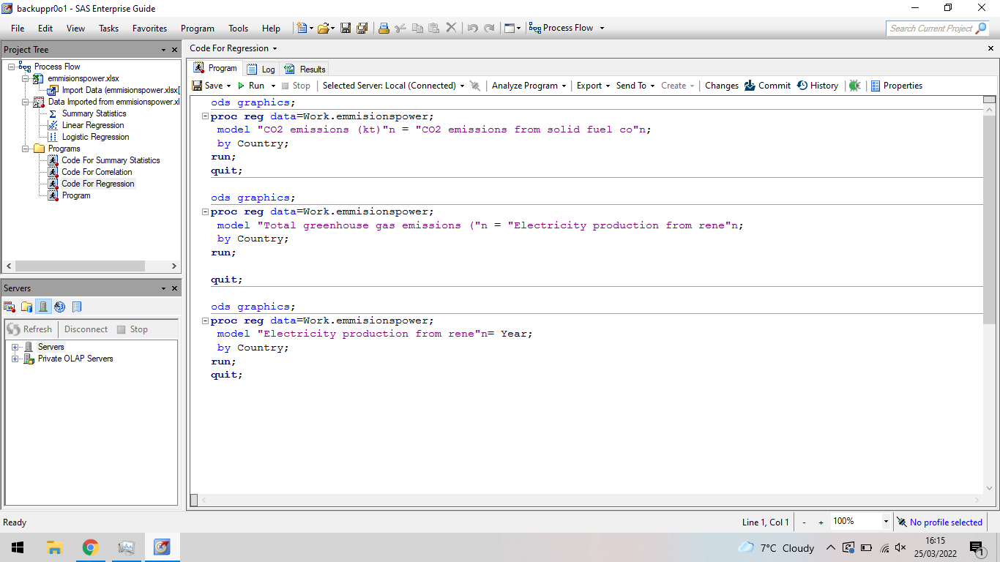 backuppr0o1 - SAS Enterprise Guide
File Edit View Tasks Favorites Program Tools Help Process Flow Search Current Project
Project Tree
Process Flow
emmisionspower.xlsx
Import Data (emmisionspower.xlsx[
Data Imported from emmisionspower.xl
Summary Statistics
Linear Regression
Logistic Regression
Programs
Code For Summary Statistics
Code For Correlation
Code For Regression
Program
Servers
Refresh Disconnect Stop
Servers
Private OLAP Servers
Code For Regression
Program Log Results
Save Run Stop Selected Server: Local (Connected) Analyze Program Export Send To Create Changes Commit History Properties
ods graphics;
proc reg data=Work.emmisionspower;
model "CO2 emissions (kt)"n = "CO2 emissions from solid fuel co"n;
by Country;
run;
quit;
ods graphics;
proc reg data=Work.emmisionspower;
model "Total greenhouse gas emissions ("n = "Electricity production from rene"n;
by Country;
run;
quit;
ods graphics;
proc reg data=Work.emmisionspower;
model "Electricity production from rene"n= Year;
by Country;
run;
quit;
Ready Line 1, Col 1 - + 100% No profile selected
7°C Cloudy 16:15
25/03/2022
1